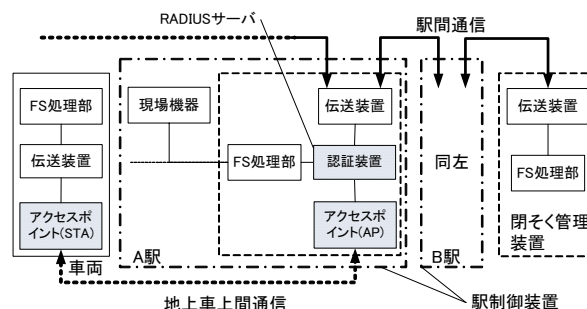 RADIUSサーバ
駅間通信
FS処理部
伝送装置
アクセスポ
イント(STA)
車両
現場機器
FS処理部
伝送装置
認証装置
アクセスポ
イント(AP)
A駅
同左
B駅
伝送装置
FS処理部
閉そく管理
装置
地上車上間通信
駅制御装置